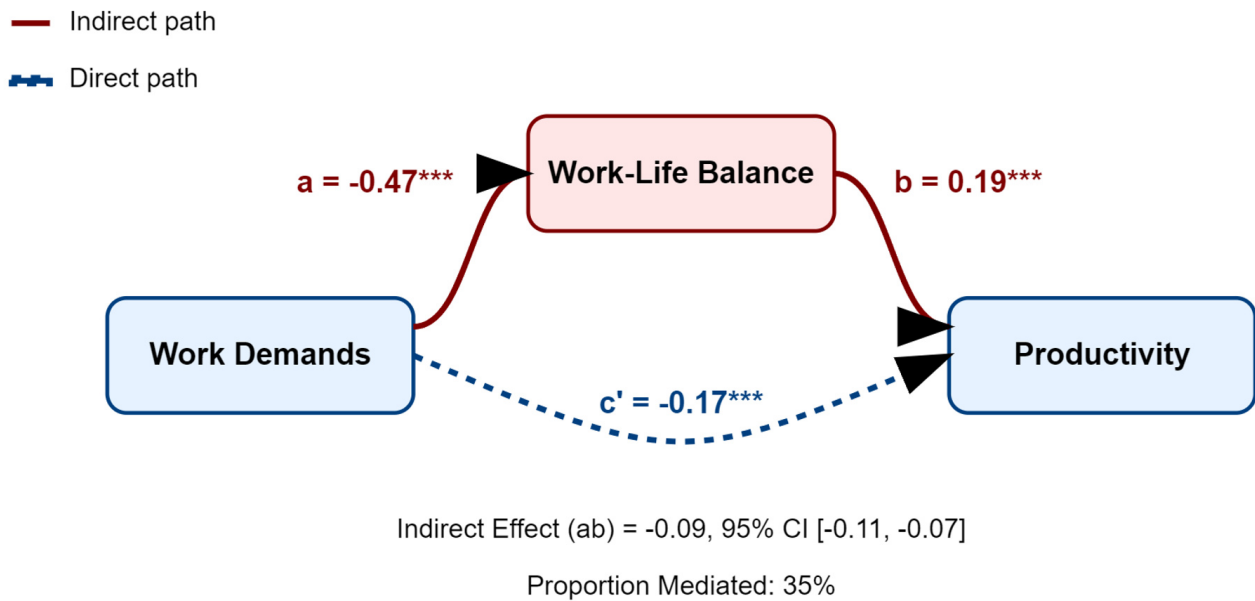 Indirect path
Direct path
Work-Life Balance
a = -0.47***
b = 0.19***
Work Demands
Productivity
c' = -0.17***
Indirect Effect (ab) = -0.09, 95% CI [-0.11, -0.07]
Proportion Mediated: 35%